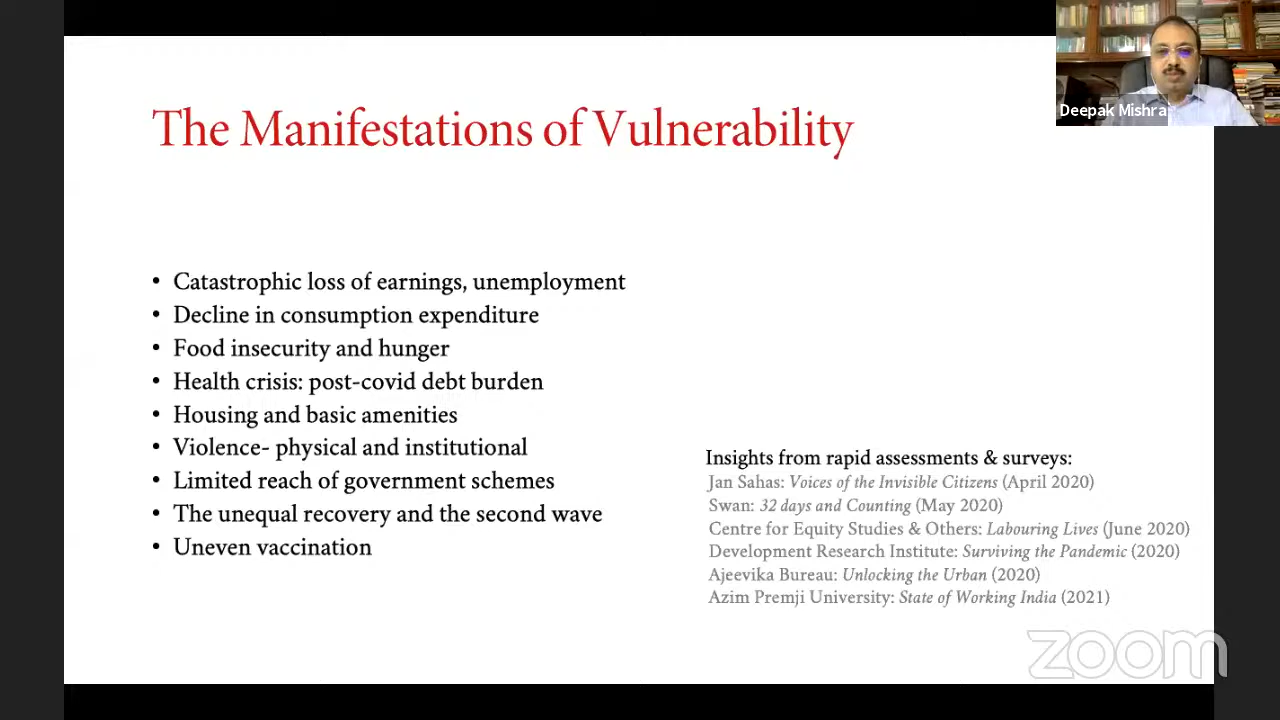 The Manifestations of Vulnerability
Deepak Mishra
• Catastrophic loss of earnings, unemployment
• Decline in consumption expenditure
• Food insecurity and hunger
• Health crisis: post-covid debt burden
• Housing and basic amenities
• Violence- physical and institutional
• Limited reach of government schemes
• The unequal recovery and the second wave
• Uneven vaccination
Insights from rapid assessments & surveys:
Jan Sahas: Voices of the Invisible Citizens (April 2020)
Swan: 32 days and Counting (May 2020)
Centre for Equity Studies & Others: Labouring Lives (June 2020)
Development Research Institute: Surviving the Pandemic (2020)
Ajeevika Bureau: Unlocking the Urban (2020)
Azim Premji University: State of Working India (2021)
zoom